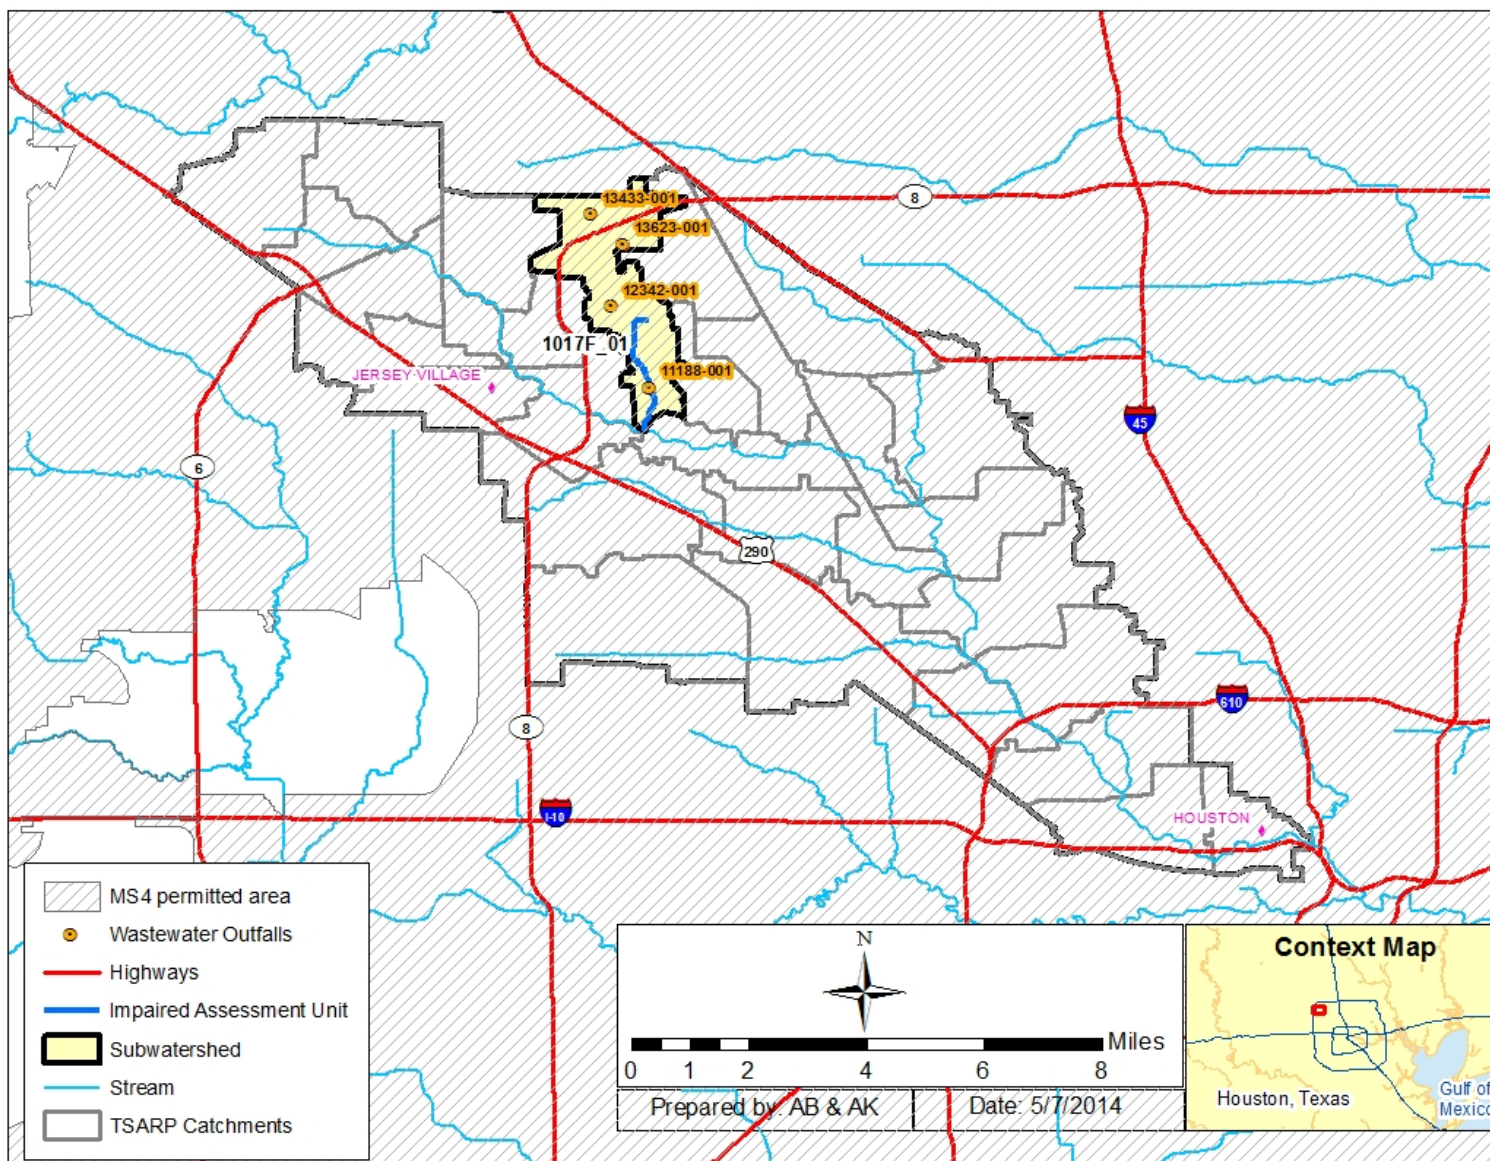 13433-001
8
13623-001
12342-001
1017F_01
11188-001
JERSEY VILLAGE
45
6
290
610
8
I-10
HOUSTON
MS4 permitted area
Wastewater Outfalls
Highways
Impaired Assessment Unit
Subwatershed
Stream
TSARP Catchments
N
Miles
0 1 2 4 6 8
Prepared by: AB & AK
Date: 5/7/2014
Context Map
Houston, Texas
Gulf of
Mexico